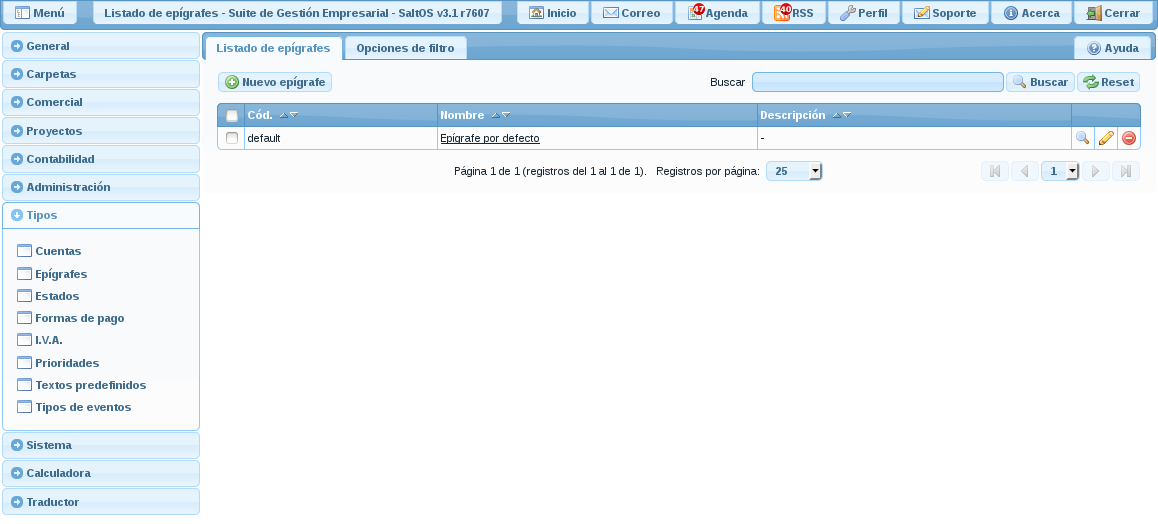 Menú
Listado de epígrafes - Suite de Gestión Empresarial - SaltOS v3.1 r7607
Inicio
Correo
47
Agenda
40
RSS
Perfil
Soporte
Acerca
Cerrar
General
Carpetas
Comercial
Proyectos
Contabilidad
Administración
Tipos
Cuentas
Epígrafes
Estados
Formas de pago
I.V.A.
Prioridades
Textos predefinidos
Tipos de eventos
Sistema
Calculadora
Traductor
Listado de epígrafes
Opciones de filtro
Ayuda
Nuevo epígrafe
Buscar
Buscar
Reset
Cód. Nombre Descripción
default Epígrafe por defecto -
Página 1 de 1 (registros del 1 al 1 de 1). Registros por página: 25
1